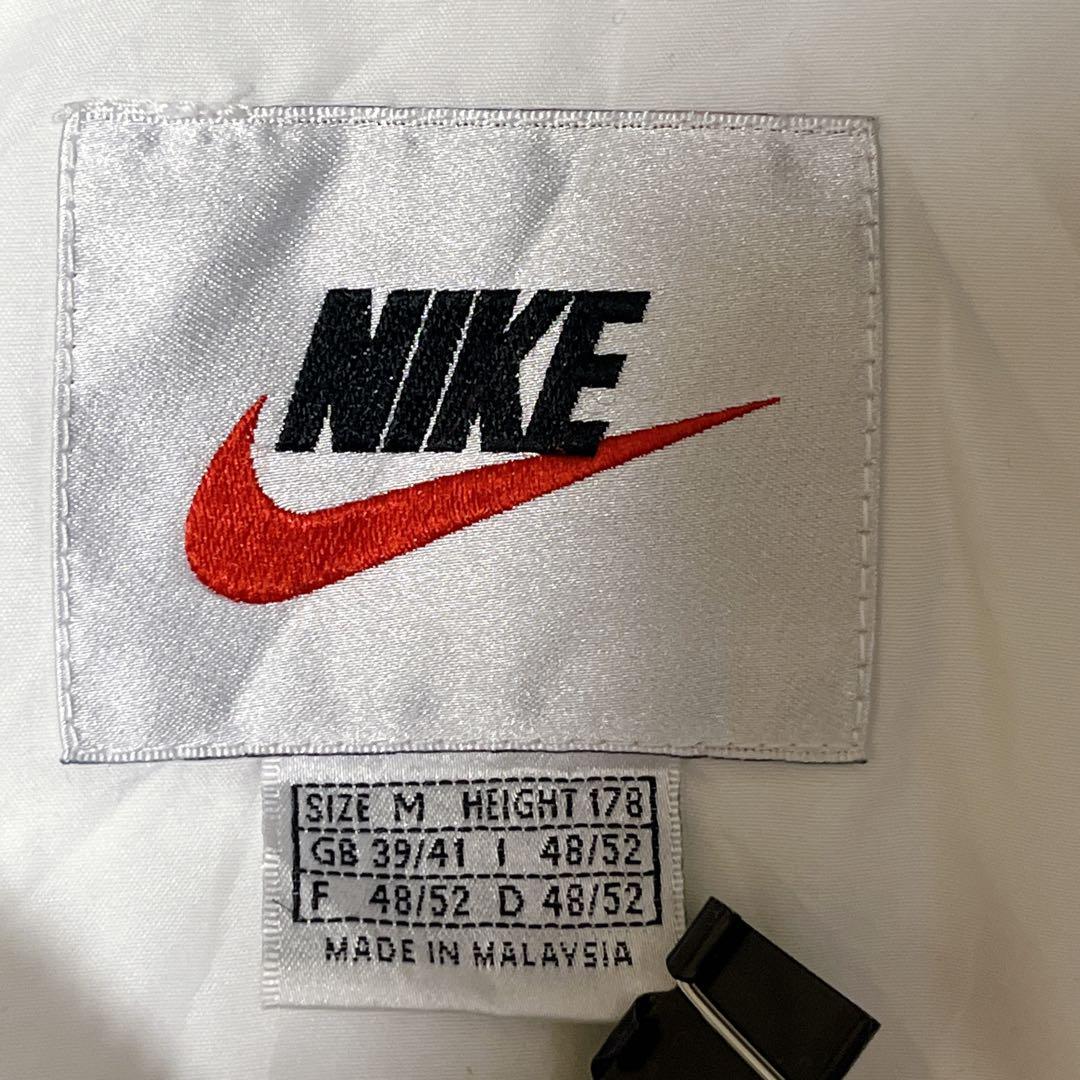 NIKE
SIZE M HEIGHT 178
GB 39/41 I 48/52
F 48/52 D 48/52
MADE IN MALAYSIA